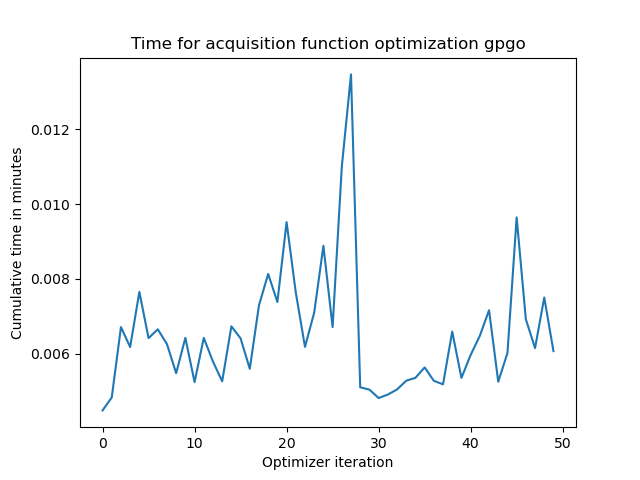 Time for acquisition function optimization gpgo
Cumulative time in minutes
0.012
0.010
0.008
0.006
0 10 20 30 40 50
Optimizer iteration